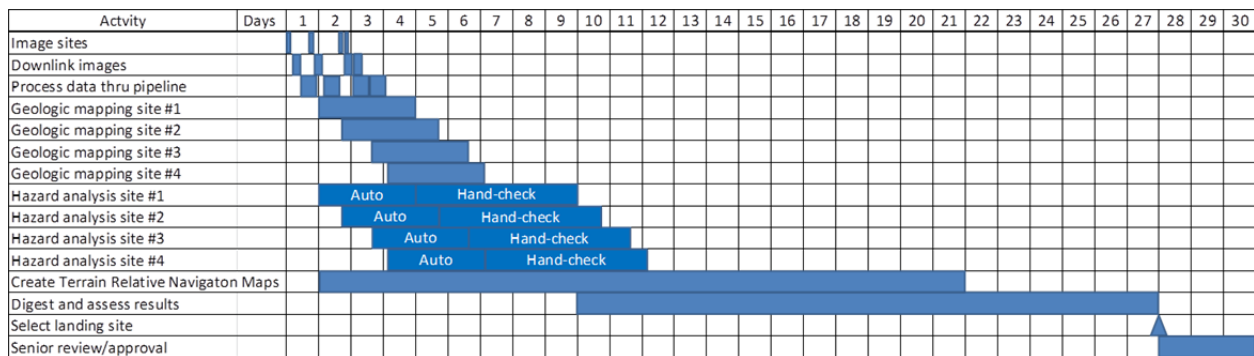 Actvity Days 1 2 3 4 5 6 7 8 9 10 11 12 13 14 15 16 17 18 19 20 21 22 23 24 25 26 27 28 29 30
Image sites
Downlink images
Process data thru pipeline
Geologic mapping site #1
Geologic mapping site #2
Geologic mapping site #3
Geologic mapping site #4
Hazard analysis site #1 Auto Hand-check
Hazard analysis site #2 Auto Hand-check
Hazard analysis site #3 Auto Hand-check
Hazard analysis site #4 Auto Hand-check
Create Terrain Relative Navigaton Maps
Digest and assess results
Select landing site
Senior review/approval